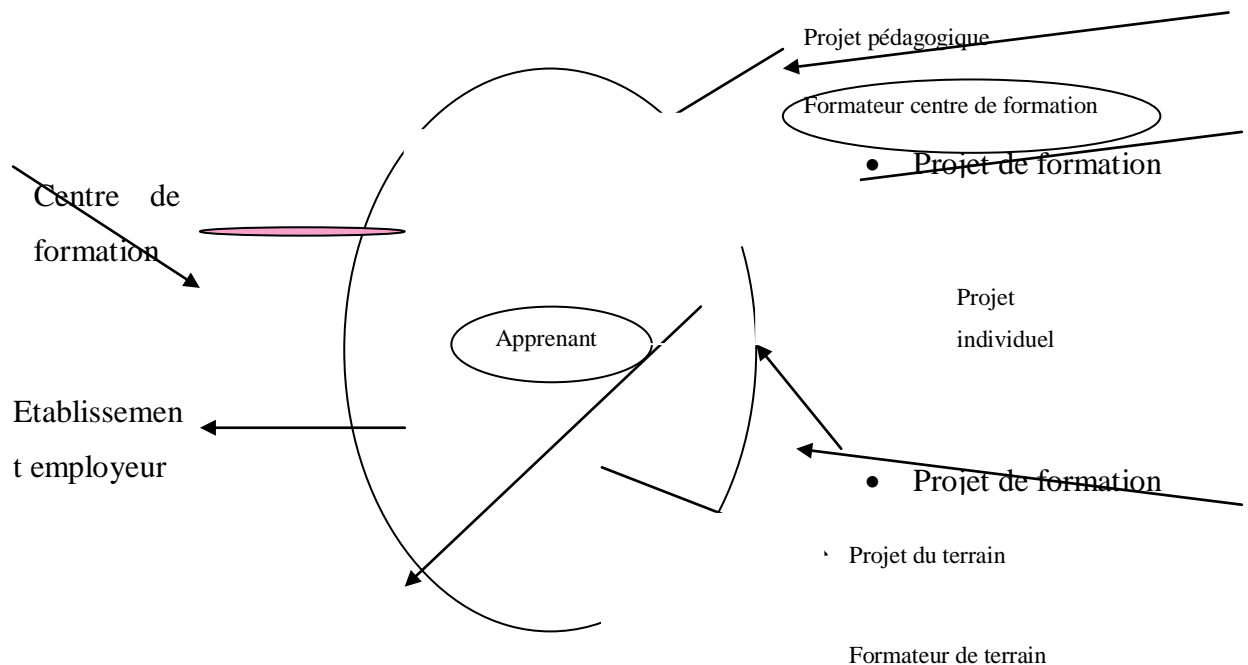 Projet pédagogique
Formateur centre de formation
• Projet de formation
Centre de
formation
Projet
individuel
Apprenant
Etablissemen
t employeur
• Projet de formation
Projet du terrain
Formateur de terrain